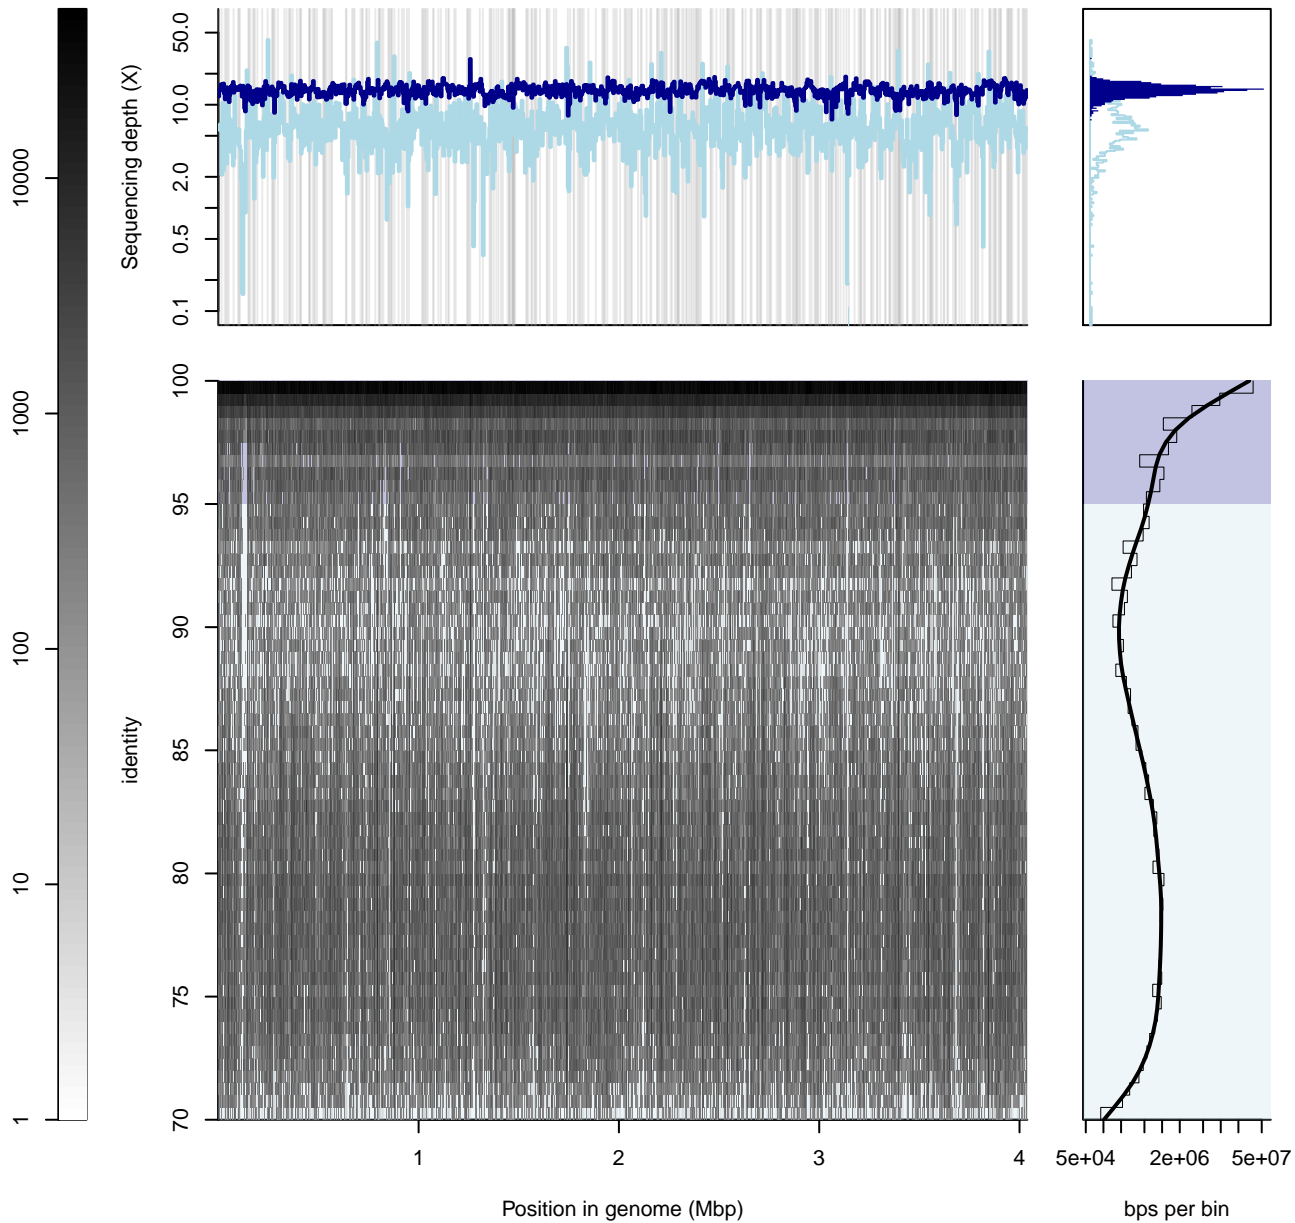 10000
1000
100
10
1
Sequencing depth (X)
50.0
10.0
2.0
0.5
0.1
identity
100
95
90
85
80
75
70
1 2 3 4
Position in genome (Mbp)
5e+04 2e+06 5e+07
bps per bin